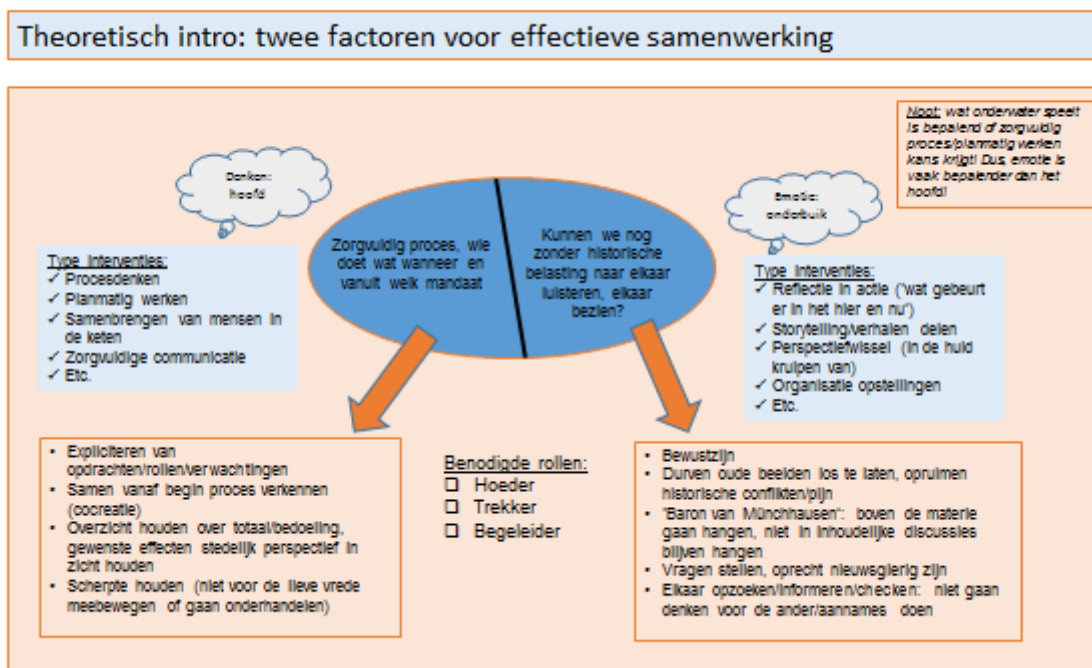 Theoretisch intro: twee factoren voor effectieve samenwerking
Noot: wat onderwater speelt
is bepalend of zorgvuldig
proces/planmatig werken
kans krijgt! Dus, emotie is
vaak bepalender dan het
hoofd!
Denken:
hoofd
Emotie:
onderbuik
Zorgvuldig proces, wie
doet wat wanneer en
vanuit welk mandaat
Kunnen we nog
zonder historische
belasting naar elkaar
luisteren, elkaar
bezien?
Type interventies:
✓ Procesdenken
✓ Planmatig werken
✓ Samenbrengen van mensen in
de keten
✓ Zorgvuldige communicatie
✓ Etc.
Type interventies:
✓ Reflectie in actie ("wat gebeurt
er in het hier en nu")
✓ Storytelling/verhalen delen
✓ Perspectiefwissel (in de huid
kruipen van)
✓ Organisatie opstellingen
✓ Etc.
• Expliciteren van
opdrachten/rollen/verwachtingen
• Samen vanaf begin proces verkennen
(cocreatie)
• Overzicht houden over totaal/bedoeling,
gewenste effecten stedelijk perspectief in
zicht houden
• Scherpte houden (niet voor de lieve vrede
meebewegen of gaan onderhandelen)
Benodigde rollen:
❑ Hoeder
❑ Trekker
❑ Begeleider
• Bewustzijn
• Durven oude beelden los te laten, opruimen
historische conflikten/pijn
• "Baron van Münchhausen": boven de materie
gaan hangen, niet in inhoudelijke discussies
blijven hangen
• Vragen stellen, oprecht nieuwsgierig zijn
• Elkaar opzoeken/informeren/checken: niet gaan
denken voor de ander/aannames doen